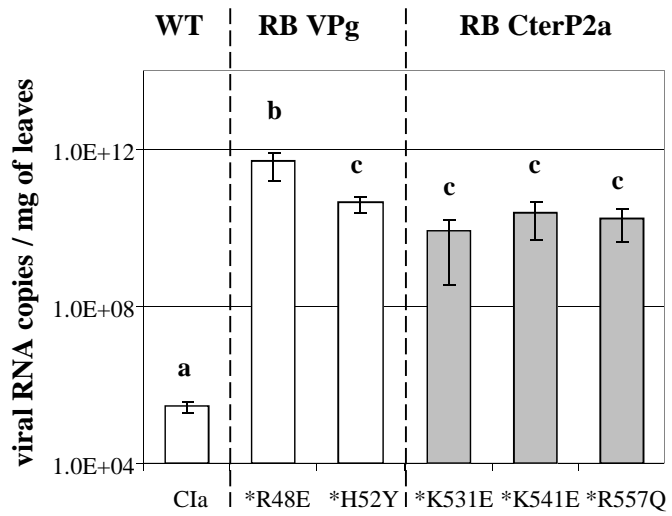 WT RB VPg RB CterP2a
viral RNA copies / mg of leaves
1.0E+12
1.0E+08
1.0E+04
a
b
c
c
c
c
CIa *R48E *H52Y *K531E *K541E *R557Q